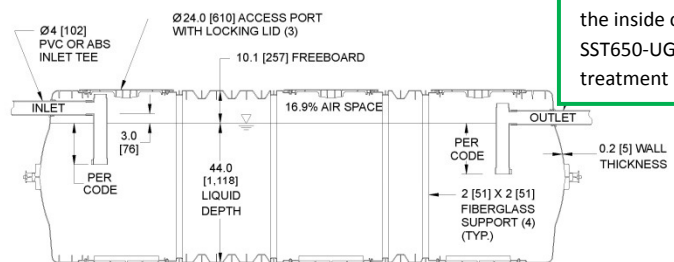 Ø24.0 [610] ACCESS PORT
WITH LOCKING LID (3)
Ø4 [102]
PVC OR ABS
INLET TEE
10.1 [257] FREEBOARD
the inside
SST650-UG
treatment
INLET
16.9% AIR SPACE
OUTLET
3.0
[76]
PER
CODE
44.0
[1,118]
LIQUID
DEPTH
PER
CODE
0.2 [5] WALL
THICKNESS
2 [51] X 2 [51]
FIBERGLASS
SUPPORT (4)
(TYP.)